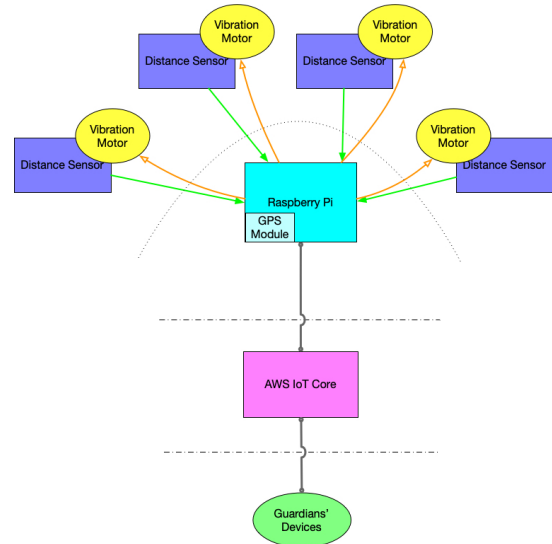 Vibration
Motor
Distance Sensor
Vibration
Motor
Distance Sensor
Vibration
Motor
Distance Sensor
Vibration
Motor
Distance Sensor
Raspberry Pi
GPS
Module
AWS IoT Core
Guardians'
Devices